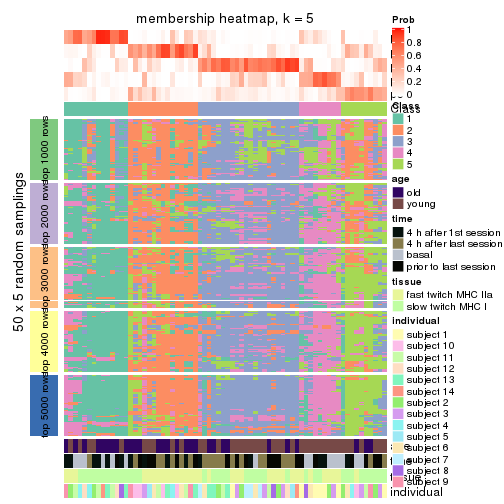 membership heatmap, k = 5
50 x 5 random samplings
top 1000 rows
top 2000 rows
top 3000 rows
top 4000 rows
top 5000 rows
Prob
1
0.8
0.6
0.4
0.2
0
Class
Class
1
2
3
4
5
age
old
young
time
4 h after 1st session
4 h after last session
basal
prior to last session
tissue
fast twitch MHC IIa
slow twitch MHC I
individual
subject 1
subject 10
subject 11
subject 12
subject 13
subject 14
subject 2
subject 3
subject 4
subject 5
subject 6
subject 7
subject 8
subject 9
individual